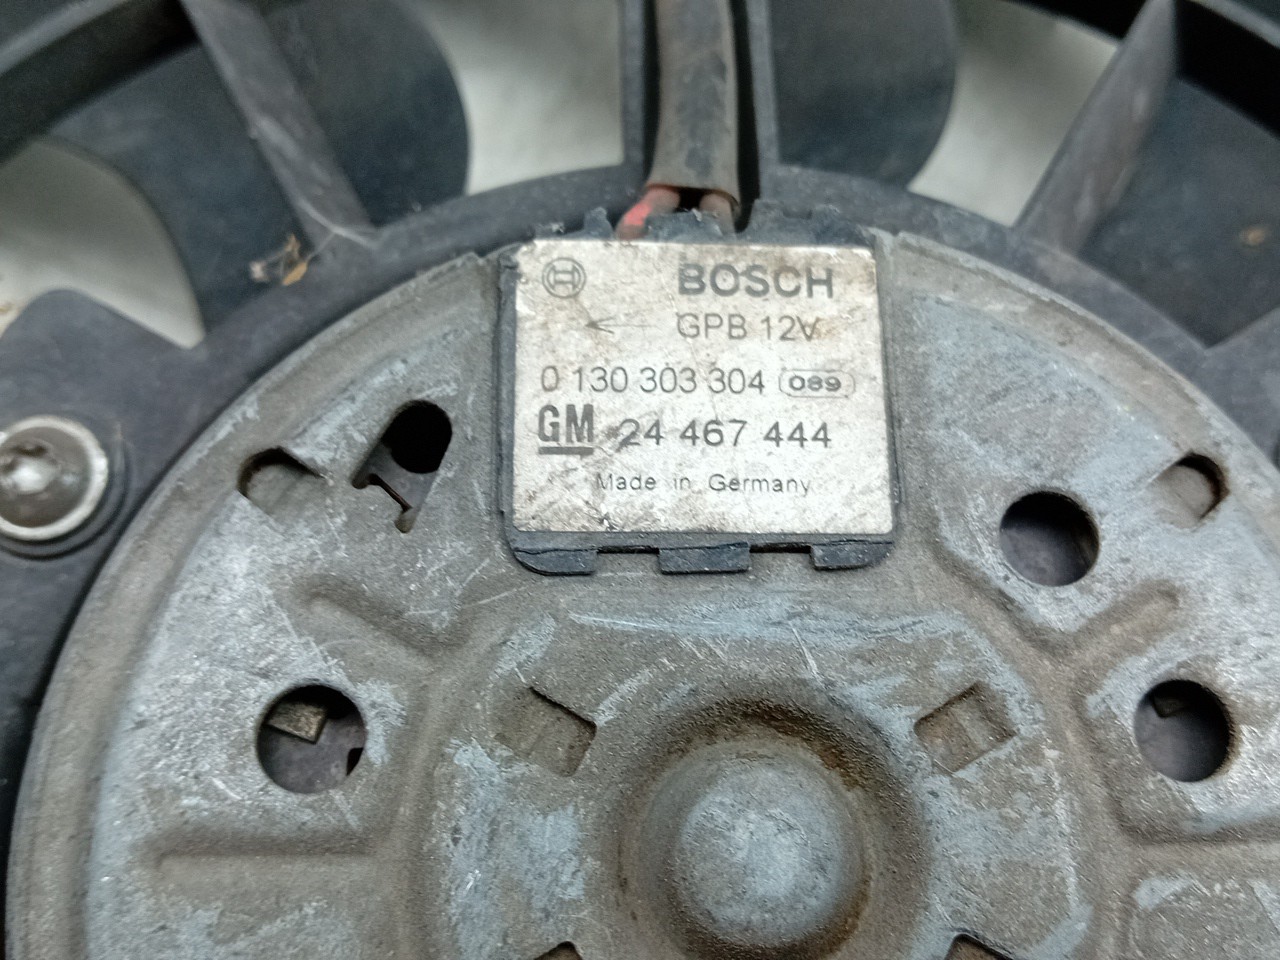 BOSCH
GPB 12V
0 130 303 304 089
GM 24 467 444
Made in Germany